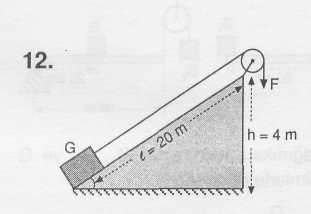 12.
F
G
ℓ = 20 m
h = 4 m